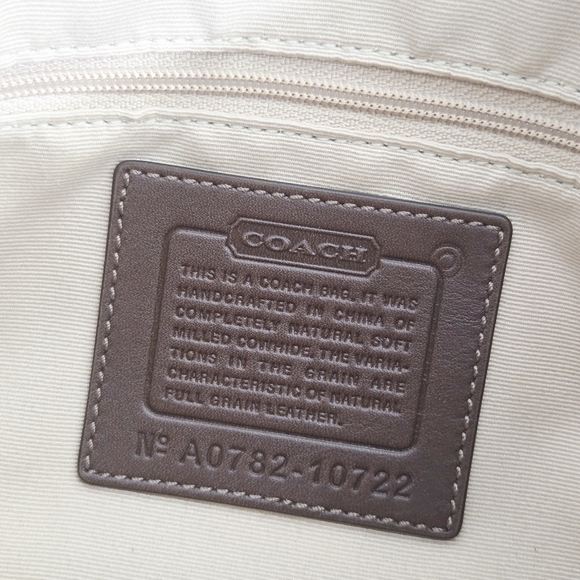 COACH
THIS IS A COACH BAG. IT WAS
HANDCRAFTED IN CHINA OF
COMPLETELY NATURAL SOFT
MILLED COWHIDE. THE VARIA-
TIONS IN THE GRAIN ARE
CHARACTERISTIC OF NATURAL
FULL GRAIN LEATHER.
Nº A0782-10722